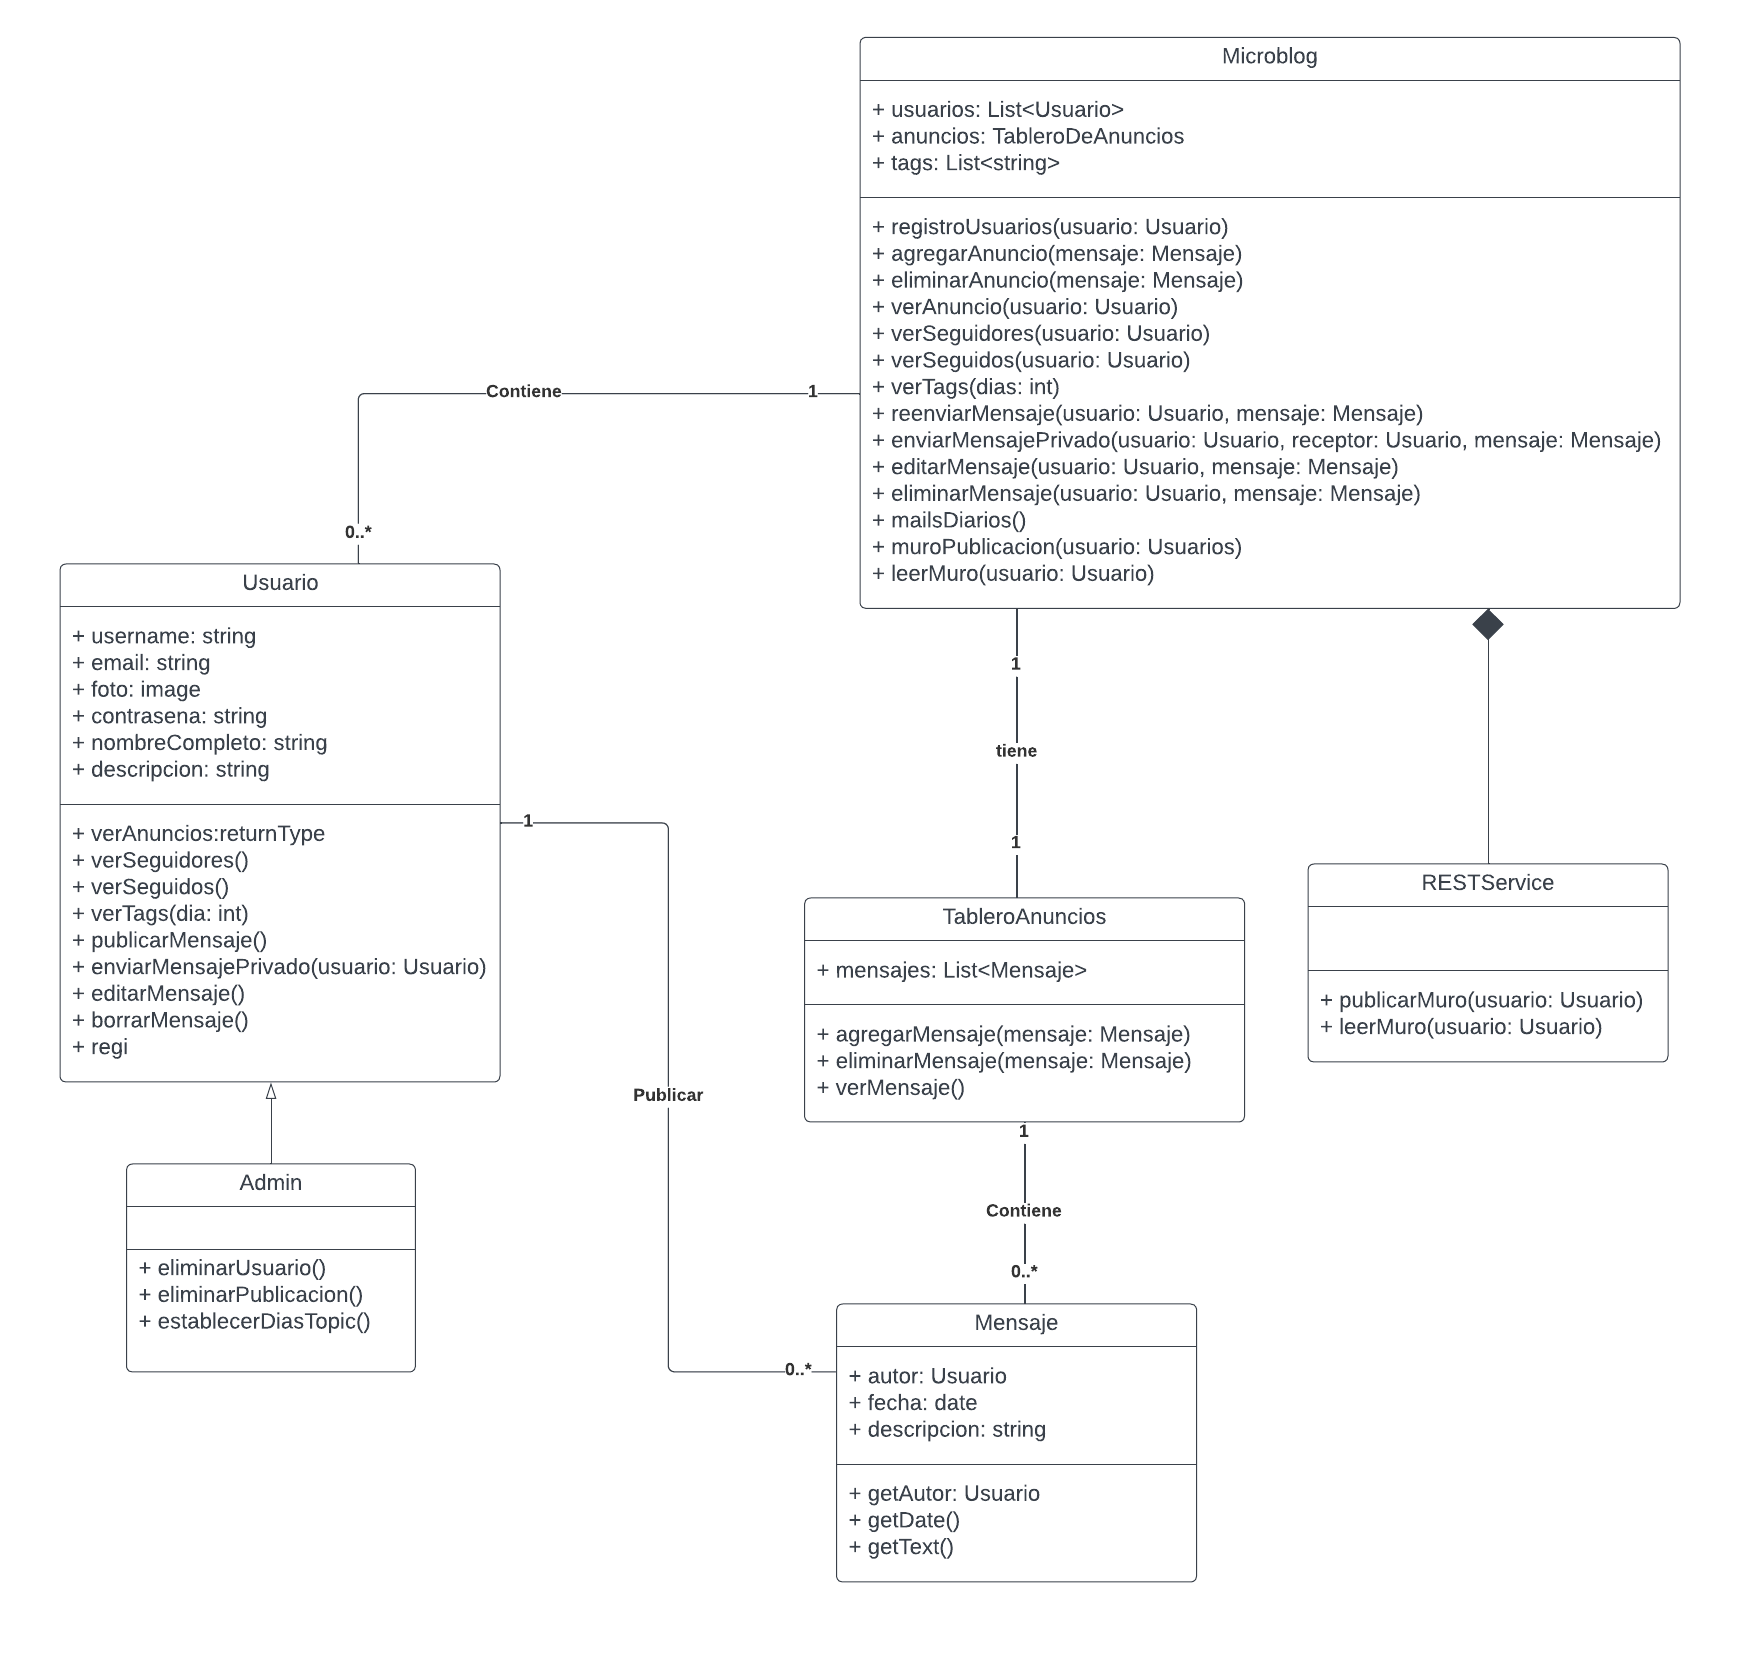 Microblog
+ usuarios: List<Usuario>
+ anuncios: TableroDeAnuncios
+ tags: List<string>
+ registroUsuarios(usuario: Usuario)
+ agregarAnuncio(mensaje: Mensaje)
+ eliminarAnuncio(mensaje: Mensaje)
+ verAnuncio(usuario: Usuario)
+ verSeguidores(usuario: Usuario)
+ verSeguidos(usuario: Usuario)
+ verTags(dias: int)
+ reenviarMensaje(usuario: Usuario, mensaje: Mensaje)
+ enviarMensajePrivado(usuario: Usuario, receptor: Usuario, mensaje: Mensaje)
+ editarMensaje(usuario: Usuario, mensaje: Mensaje)
+ eliminarMensaje(usuario: Usuario, mensaje: Mensaje)
+ mailsDiarios()
+ muroPublicacion(usuario: Usuarios)
+ leerMuro(usuario: Usuario)
Contiene
1
0..*
Usuario
+ username: string
+ email: string
+ foto: image
+ contrasena: string
+ nombreCompleto: string
+ descripcion: string
+ verAnuncios:returnType
+ verSeguidores()
+ verSeguidos()
+ verTags(dia: int)
+ publicarMensaje()
+ enviarMensajePrivado(usuario: Usuario)
+ editarMensaje()
+ borrarMensaje()
+ regi
1
Publicar
0..*
1
tiene
1
TableroAnuncios
+ mensajes: List<Mensaje>
+ agregarMensaje(mensaje: Mensaje)
+ eliminarMensaje(mensaje: Mensaje)
+ verMensaje()
RESTService
+ publicarMuro(usuario: Usuario)
+ leerMuro(usuario: Usuario)
Admin
+ eliminarUsuario()
+ eliminarPublicacion()
+ establecerDiasTopic()
1
Contiene
0..*
Mensaje
+ autor: Usuario
+ fecha: date
+ descripcion: string
+ getAutor: Usuario
+ getDate()
+ getText()